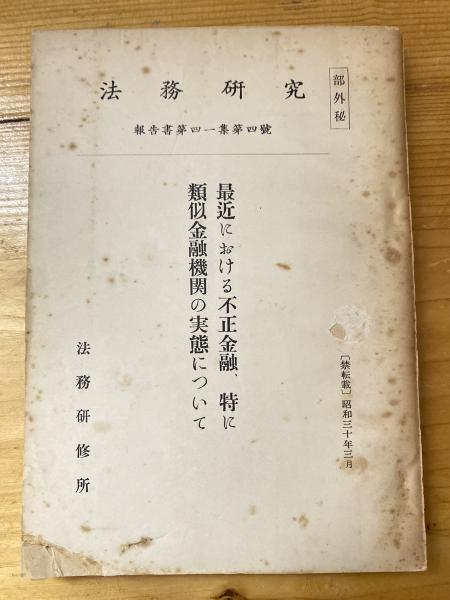 部外秘
法務研究
報告書第四一集第四號
最近における不正金融、特に
類似金融機関の実態について
〔禁転載〕昭和三十年三月
法務研修所